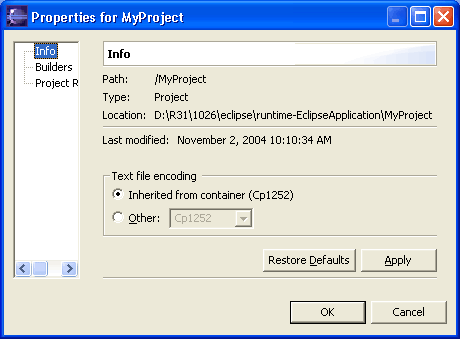 Properties for MyProject
Info
Builders
Project R
Info
Path: /MyProject
Type: Project
Location: D:\R31\1026\eclipse\runtime-EclipseApplication\MyProject
Last modified: November 2, 2004 10:10:34 AM
Text file encoding
Inherited from container (Cp1252)
Other: Cp1252
Restore Defaults Apply
OK Cancel